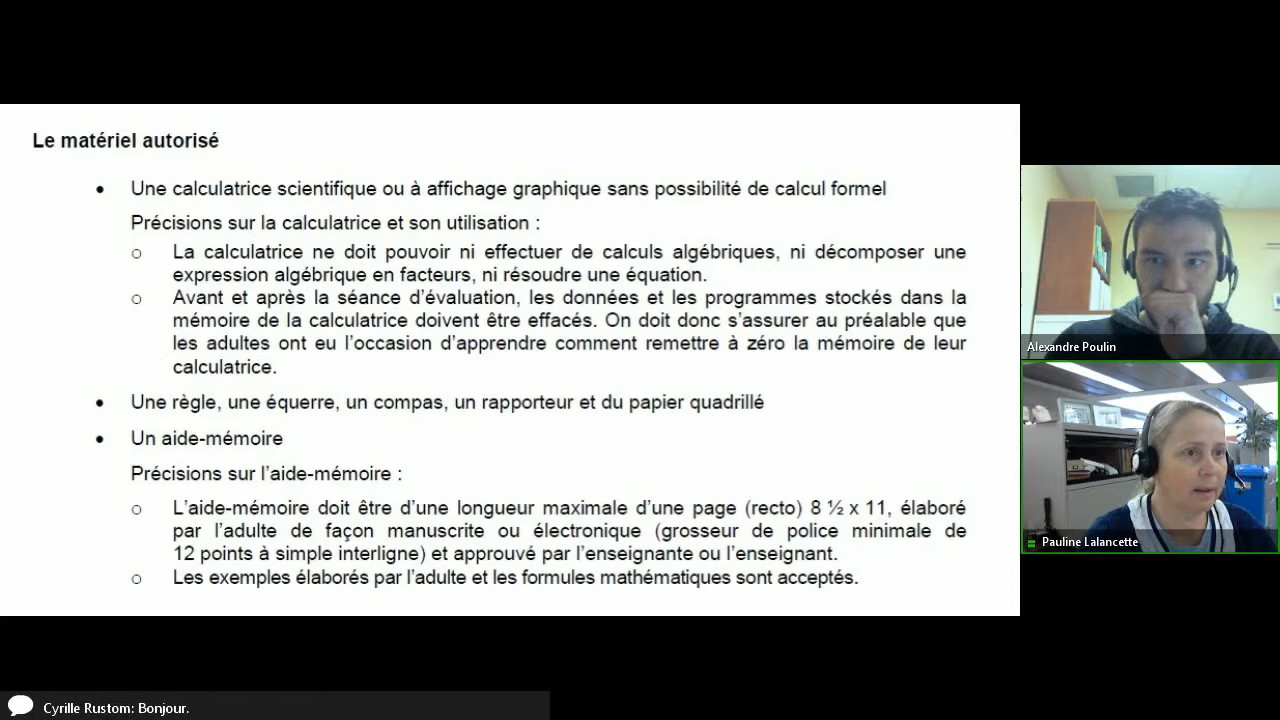 Le matériel autorisé
• Une calculatrice scientifique ou à affichage graphique sans possibilité de calcul formel
Précisions sur la calculatrice et son utilisation :
o La calculatrice ne doit pouvoir ni effectuer de calculs algébriques, ni décomposer une
expression algébrique en facteurs, ni résoudre une équation.
o Avant et après la séance d’évaluation, les données et les programmes stockés dans la
mémoire de la calculatrice doivent être effacés. On doit donc s’assurer au préalable que
les adultes ont eu l’occasion d’apprendre comment remettre à zéro la mémoire de leur
calculatrice.
• Une règle, une équerre, un compas, un rapporteur et du papier quadrillé
• Un aide-mémoire
Précisions sur l’aide-mémoire :
o L’aide-mémoire doit être d’une longueur maximale d’une page (recto) 8 ½ x 11, élaboré
par l’adulte de façon manuscrite ou électronique (grosseur de police minimale de
12 points à simple interligne) et approuvé par l’enseignante ou l’enseignant.
o Les exemples élaborés par l’adulte et les formules mathématiques sont acceptés.
Alexandre Poulin
Pauline Lalancette
Cyrille Rustom: Bonjour.